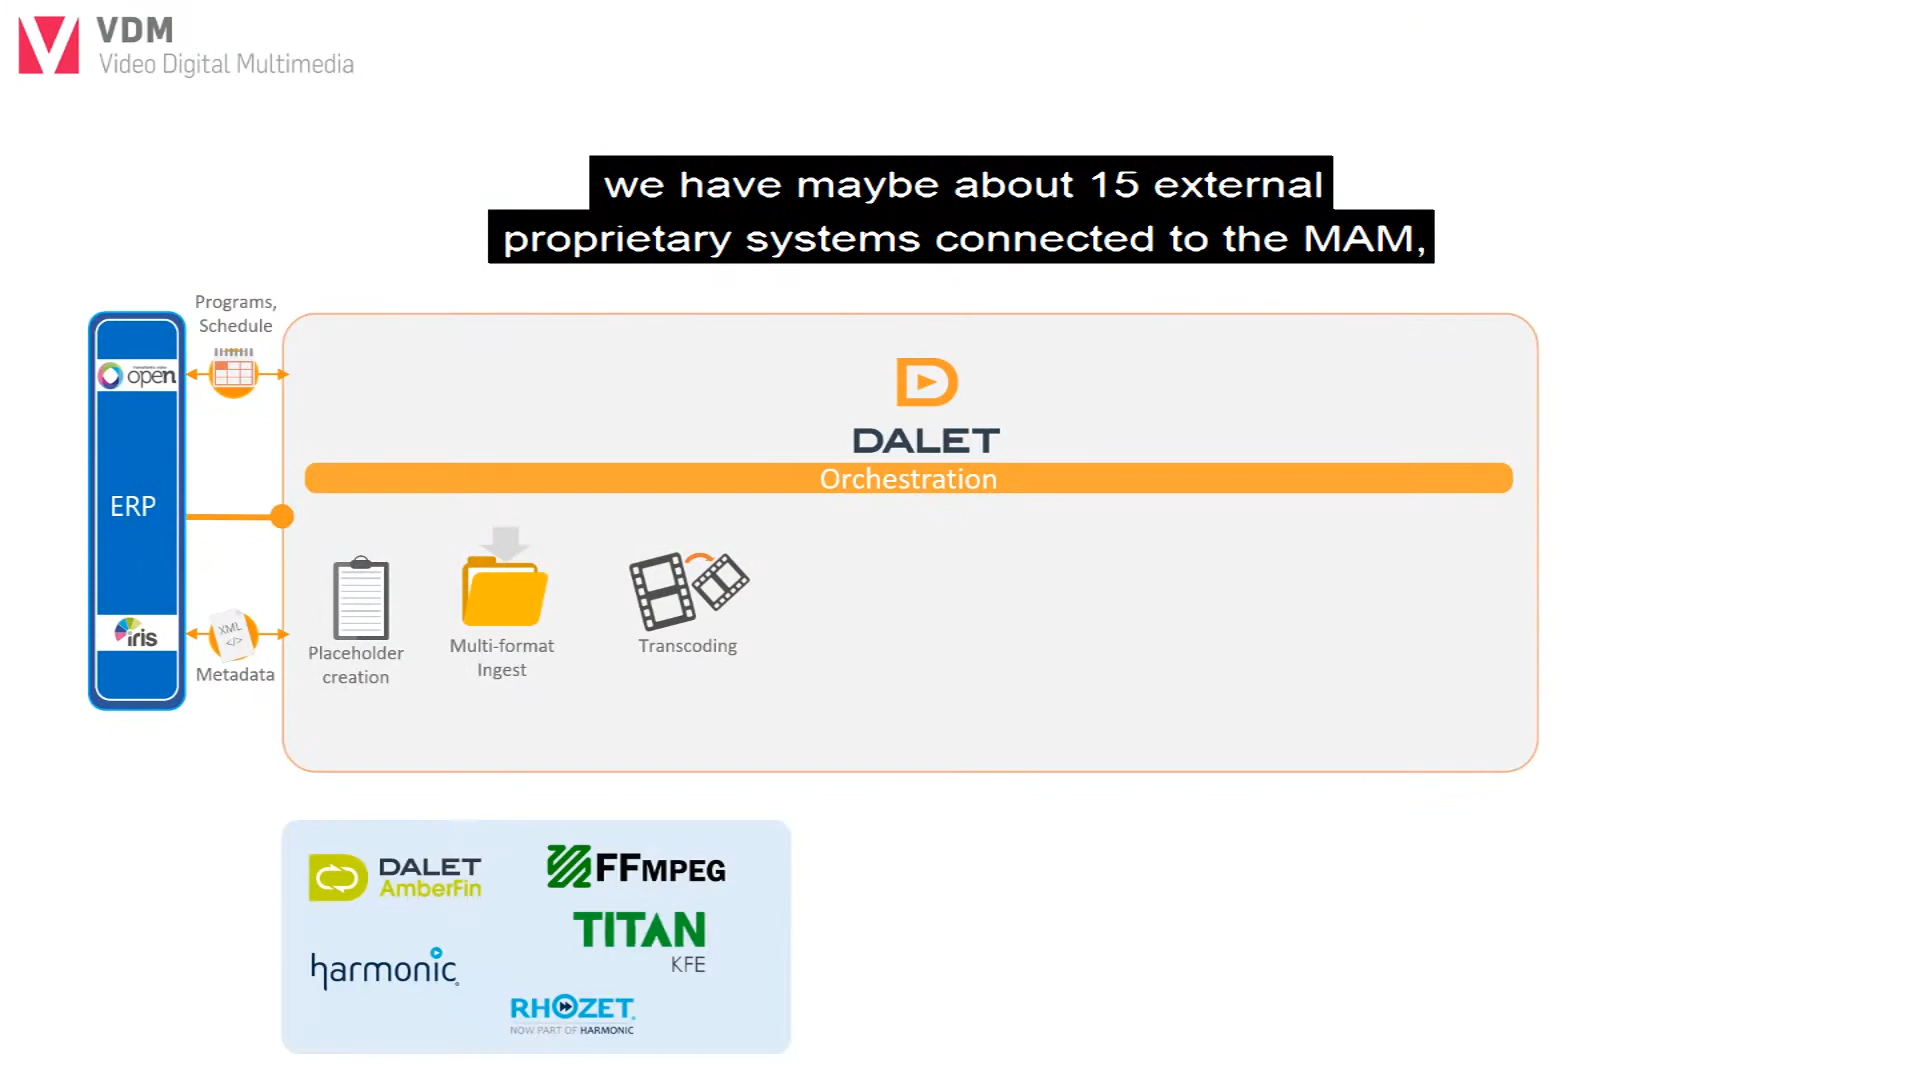 VDM
Video Digital Multimedia
we have maybe about 15 external
proprietary systems connected to the MAM,
Programs,
Schedule
open
DALET
Orchestration
ERP
iris
XML
</>
Metadata
Placeholder
creation
Multi-format
Ingest
Transcoding
DALET
AmberFin
FFMPEG
TITAN
KFE
harmonic
RHOZET
NOW PART OF HARMONIC